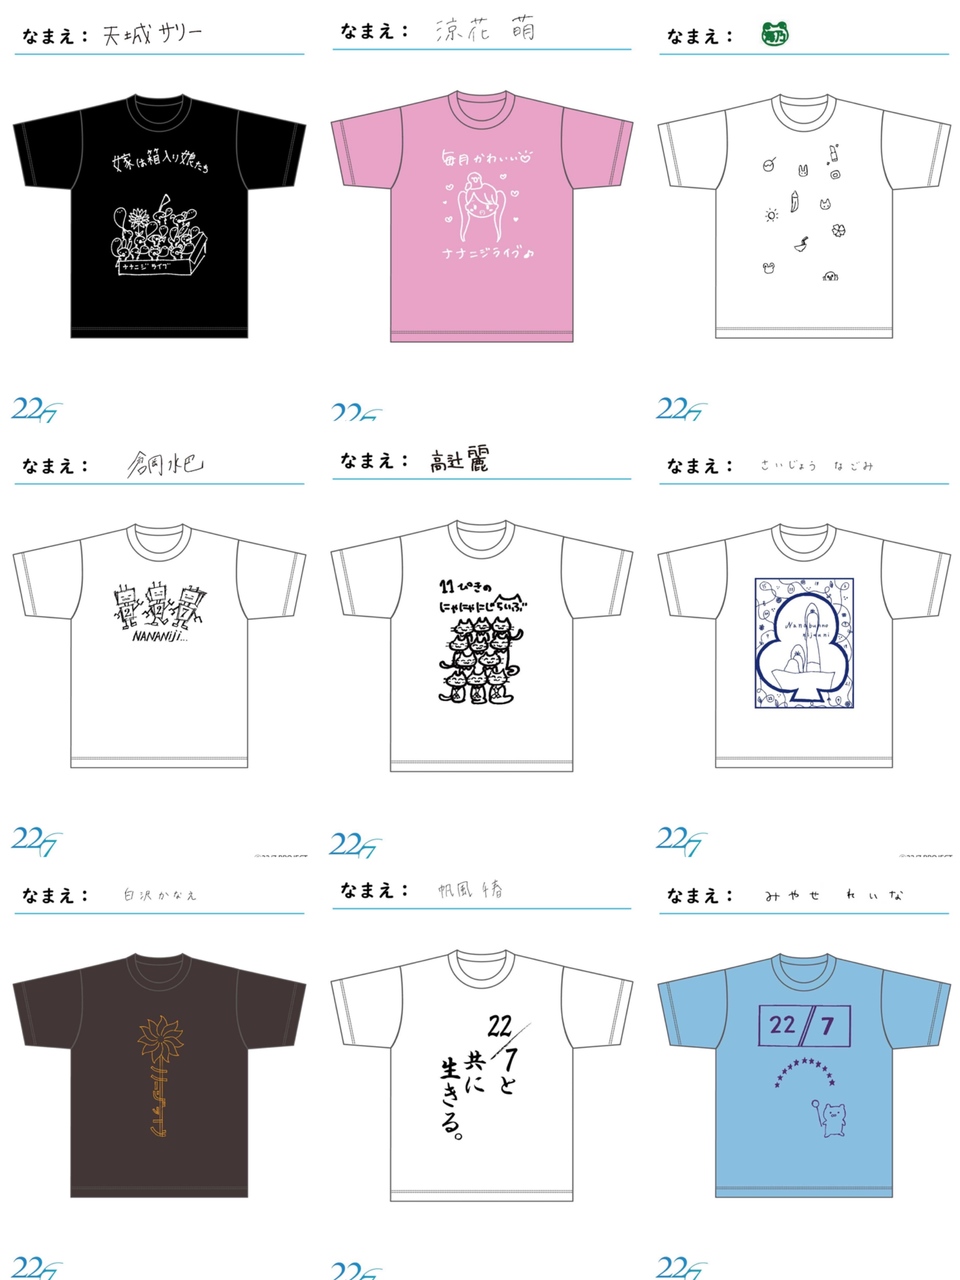 なまえ： 天城サリー
嫁は箱入り娘たち
ナナニジライブ
22/7
なまえ： 涼花 萌
毎月かわいい♡
ナナニジライブ♪
22/7
なまえ：
22/7
なまえ： 倉岡水巴
NANANiji...
22/7
なまえ： 高辻麗
11ぴきの
にゃにゃにじらいぶ
22/7
なまえ： さいじょう なごみ
22/7
なまえ： 白沢かなえ
22/7
なまえ： 帆風千春
22/7と
共に
生きる。
22/7
なまえ： みやせ れいな
22/7
22/7